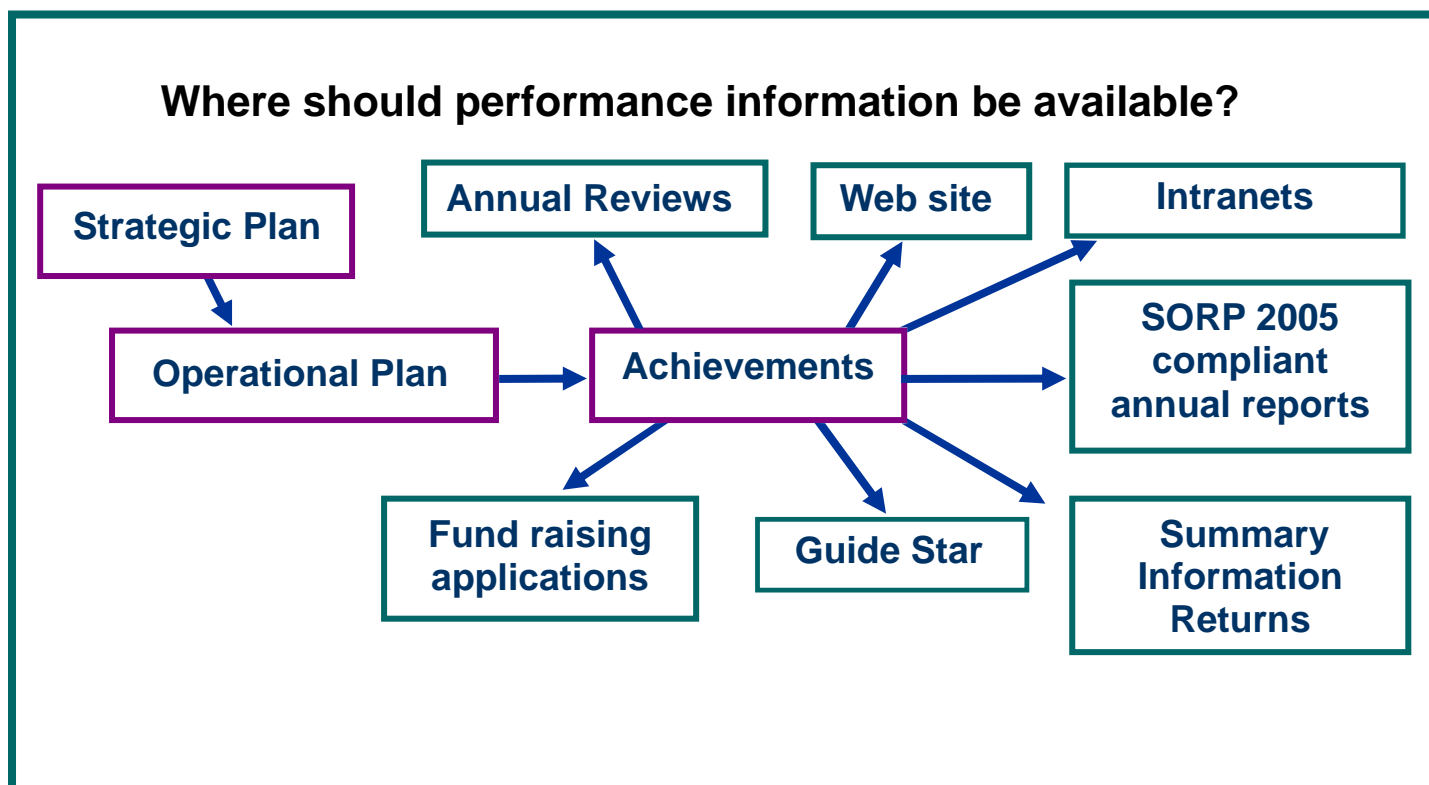 Where should performance information be available?
Strategic Plan
Annual Reviews
Web site
Intranets
Operational Plan
Achievements
SORP 2005
compliant
annual reports
Fund raising
applications
Guide Star
Summary
Information
Returns